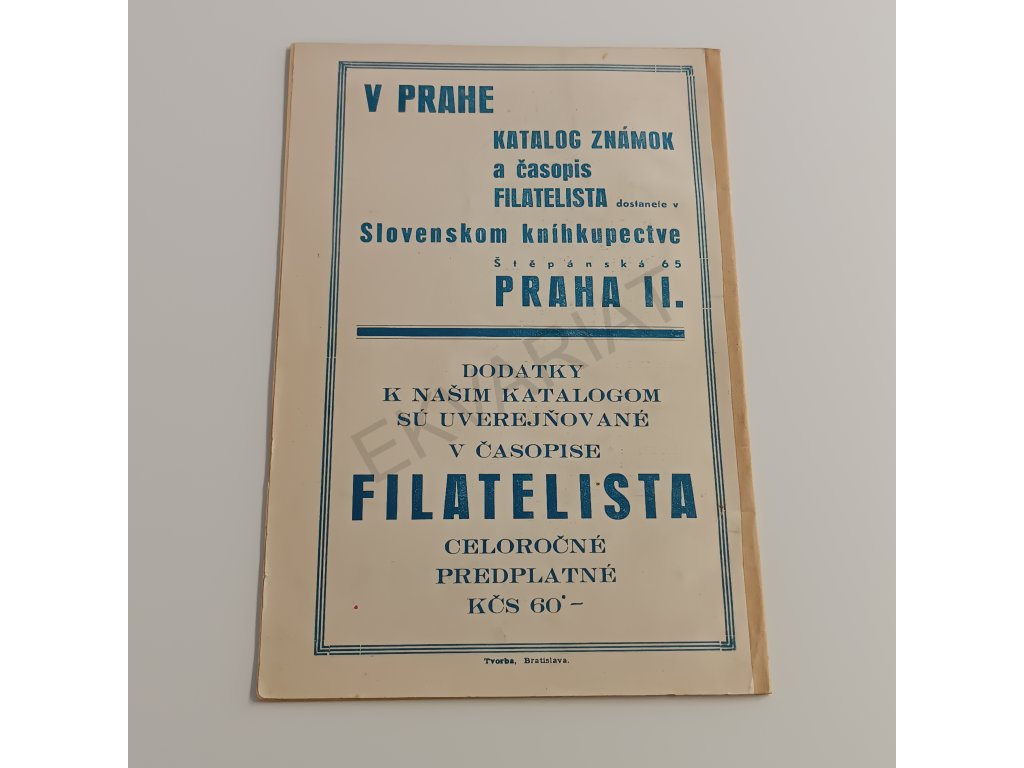 V PRAHE
KATALOG ZNÁMOK
a časopis
FILATELISTA dostanete v
Slovenskom kníhkupectve
Štěpánská 65
PRAHA II.
DODATKY
K NAŠIM KATALOGOM
SÚ UVEREJŇOVANÉ
V ČASOPISE
FILATELISTA
CELOROČNÉ
PREDPLATNÉ
KČS 60·–
Tvorba, Bratislava.
EKVARIAT